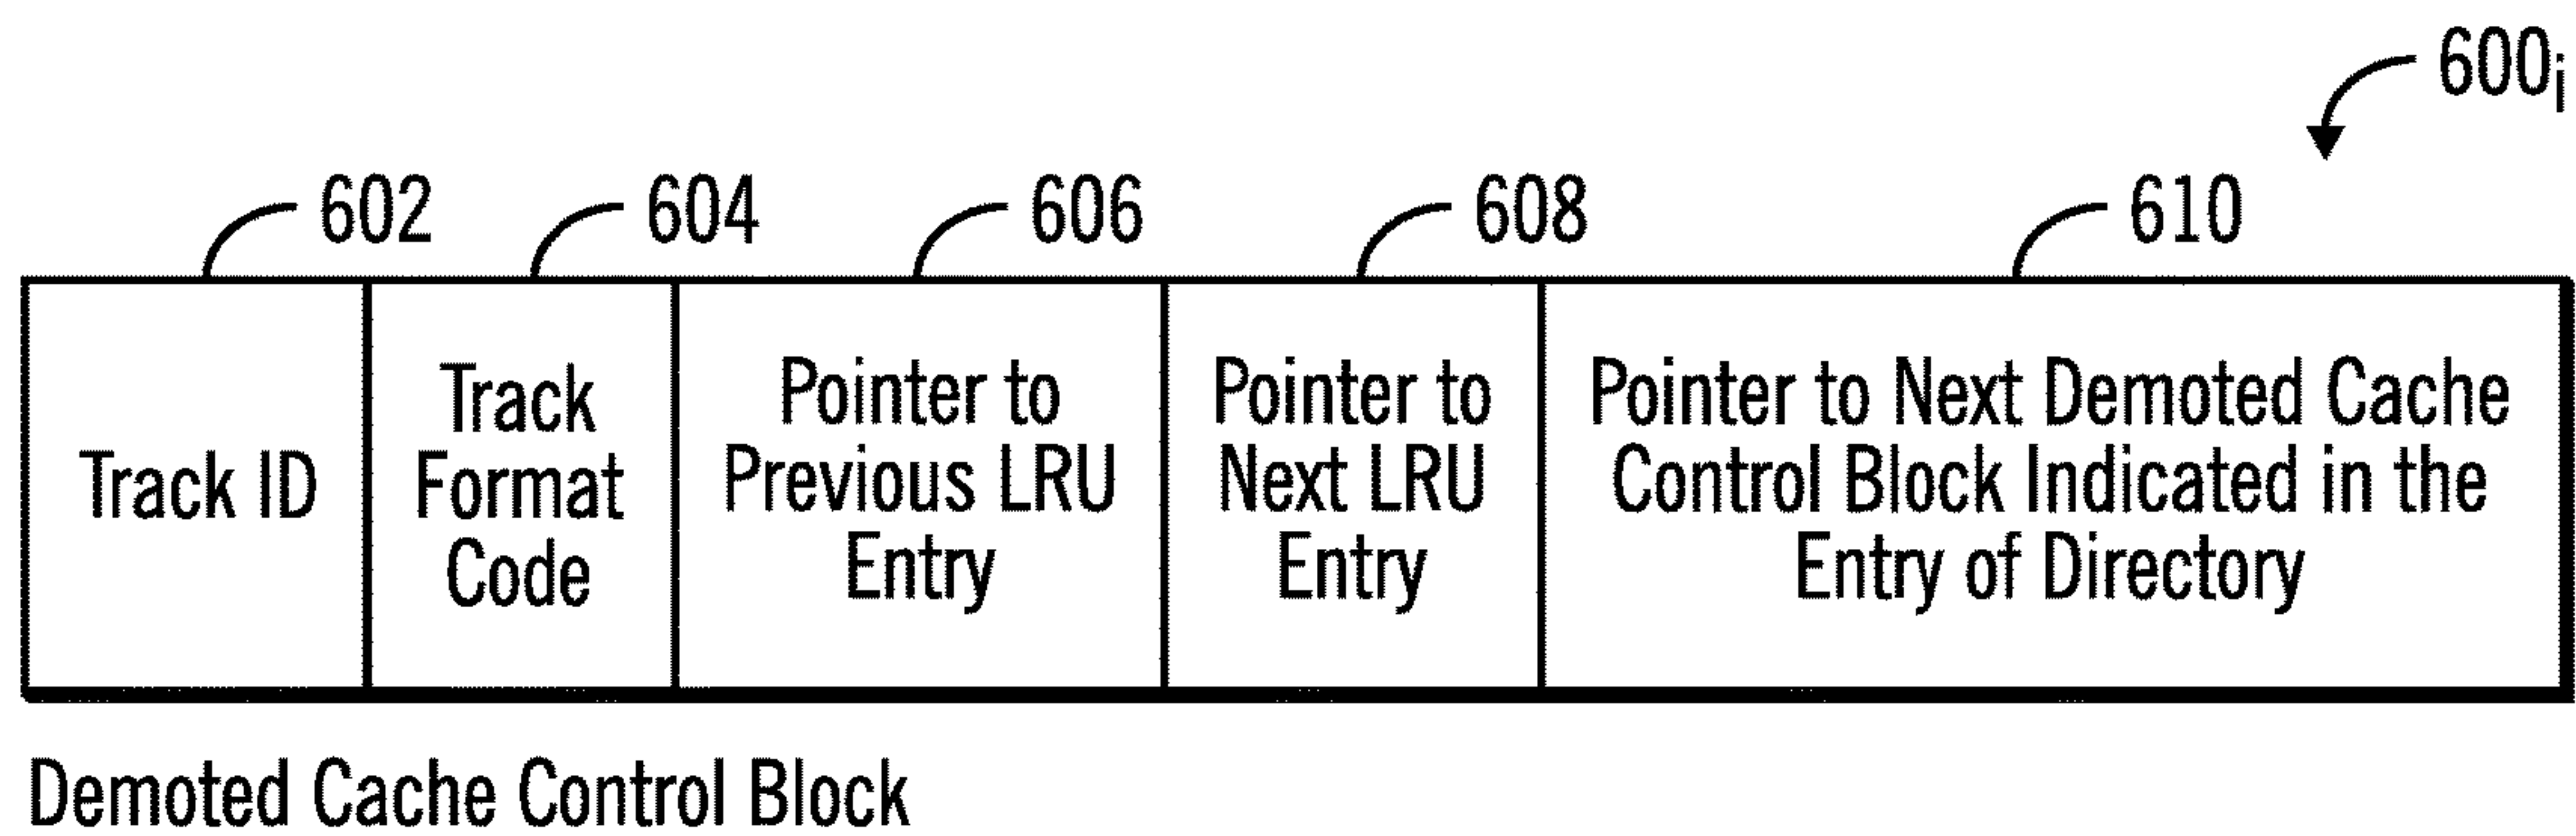 600i
602
604
606
608
610
Track ID
Track
Format
Code
Pointer to
Previous LRU
Entry
Pointer to
Next LRU
Entry
Pointer to Next Demoted Cache
Control Block Indicated in the
Entry of Directory
Demoted Cache Control Block